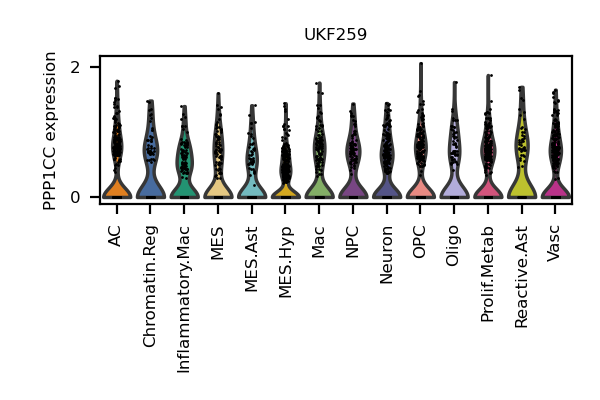 UKF259
PPP1CC expression
2
0
AC
Chromatin.Reg
Inflammatory.Mac
MES
MES.Ast
MES.Hyp
Mac
NPC
Neuron
OPC
Oligo
Prolif.Metab
Reactive.Ast
Vasc